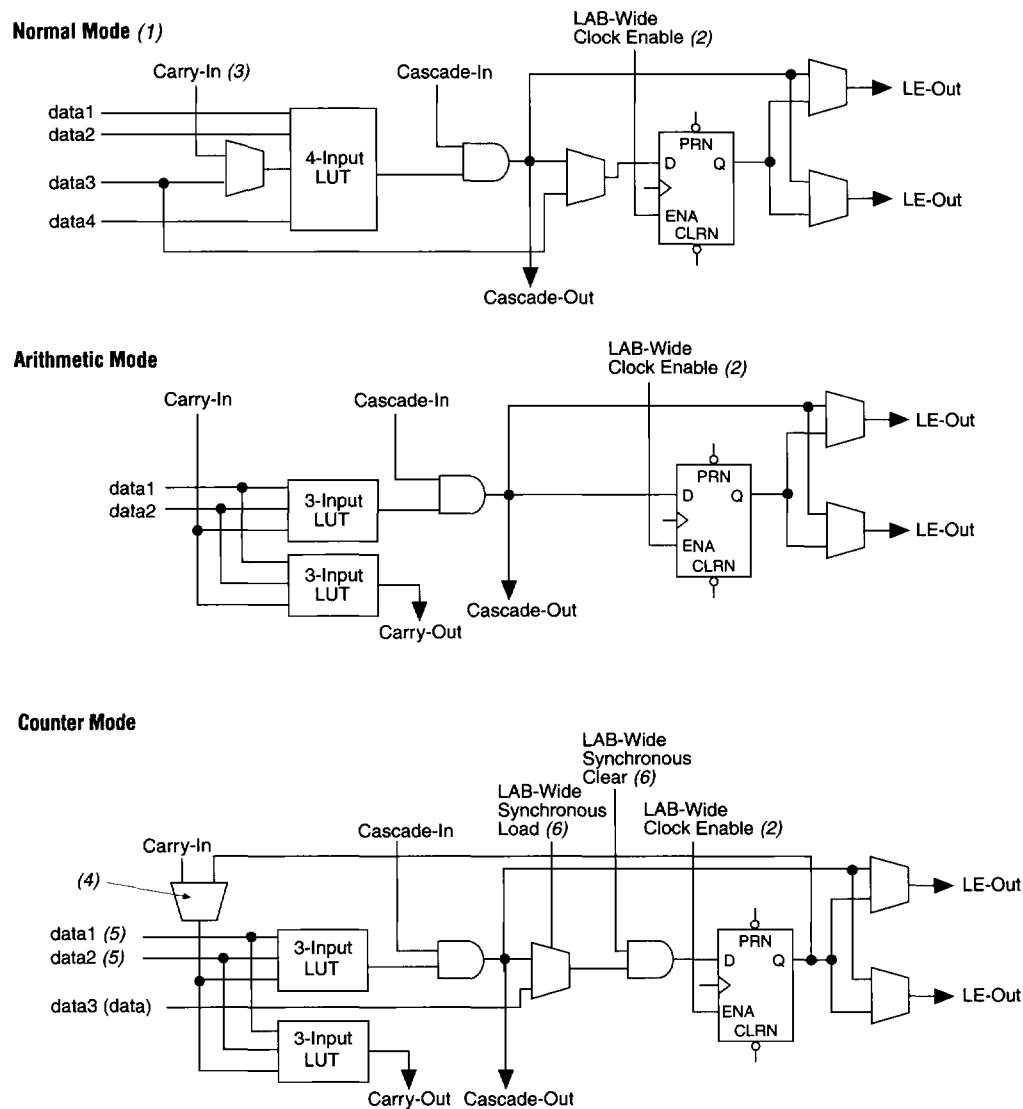 Normal Mode (1)
LAB-Wide
Clock Enable (2)
Carry-In (3)
Cascade-In
data1
data2
data3
data4
4-Input
LUT
PRN
D
Q
ENA
CLRN
LE-Out
LE-Out
Cascade-Out
Arithmetic Mode
LAB-Wide
Clock Enable (2)
Carry-In
Cascade-In
data1
data2
3-Input
LUT
3-Input
LUT
PRN
D
Q
ENA
CLRN
LE-Out
LE-Out
Cascade-Out
Carry-Out
Counter Mode
LAB-Wide
Synchronous
Clear (6)
LAB-Wide
Synchronous
Load (6)
LAB-Wide
Clock Enable (2)
Cascade-In
Carry-In
(4)
data1 (5)
data2 (5)
data3 (data)
3-Input
LUT
3-Input
LUT
PRN
D
Q
ENA
CLRN
LE-Out
LE-Out
Carry-Out
Cascade-Out